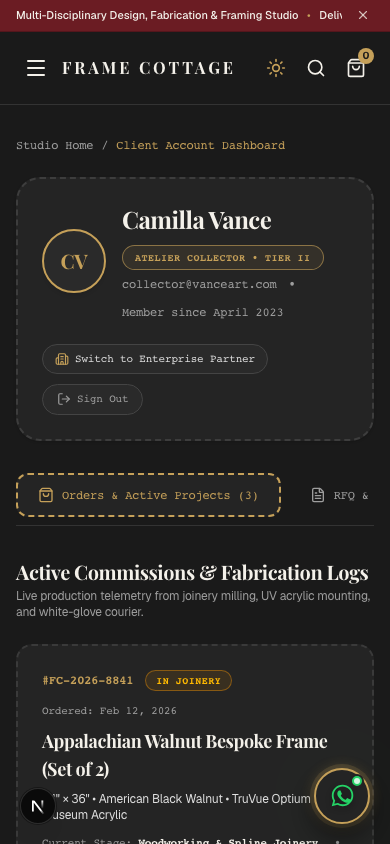 Multi-Disciplinary Design, Fabrication & Framing Studio •
FRAME COTTAGE
0
Studio Home / Client Account Dashboard
CV
Camilla Vance
ATELIER COLLECTOR • TIER II
collector@vanceart.com •
Member since April 2023
Switch to Enterprise Partner
Sign Out
Orders & Active Projects (3)
RFQ &
Active Commissions & Fabrication Logs
Live production telemetry from joinery milling, UV acrylic mounting,
and white-glove courier.
#FC-2026-8841 IN JOINERY
Ordered: Feb 12, 2026
Appalachian Walnut Bespoke Frame
(Set of 2)
× 36" • American Black Walnut • TruVue Optium
Acrylic
N
Current Stage: Woodworking & Spline Joinery •